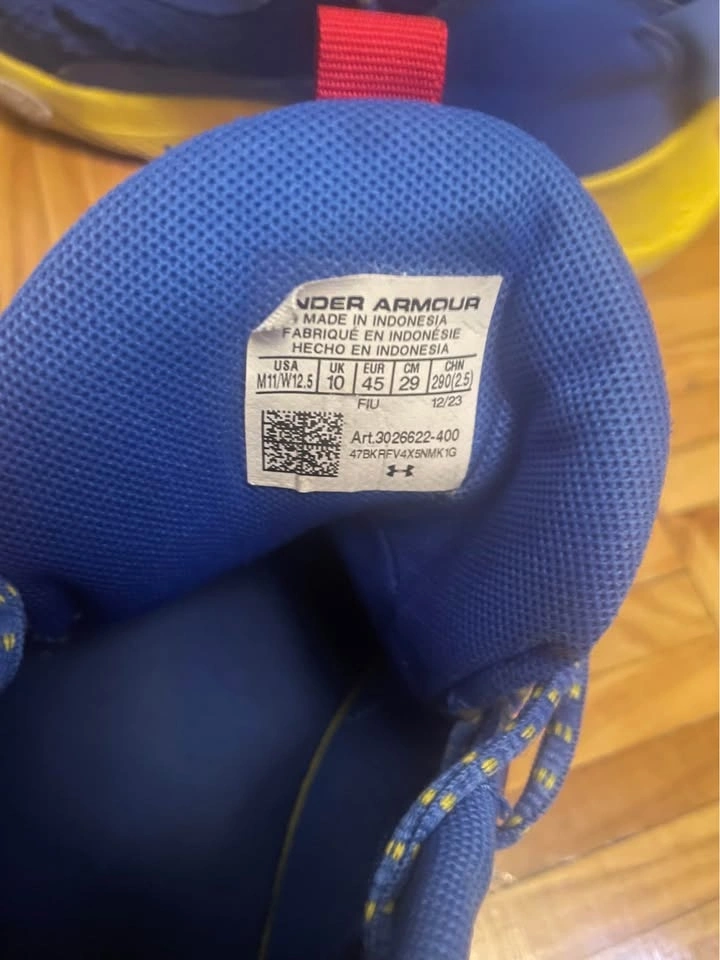 UNDER ARMOUR
MADE IN INDONESIA
FABRIQUÉ EN INDONÉSIE
HECHO EN INDONESIA
USA UK EUR CM CHN
M11/W12.5 10 45 29 290(2.5)
FIU 12/23
Art.3026622-400
47BKRFV4X5NMK1G